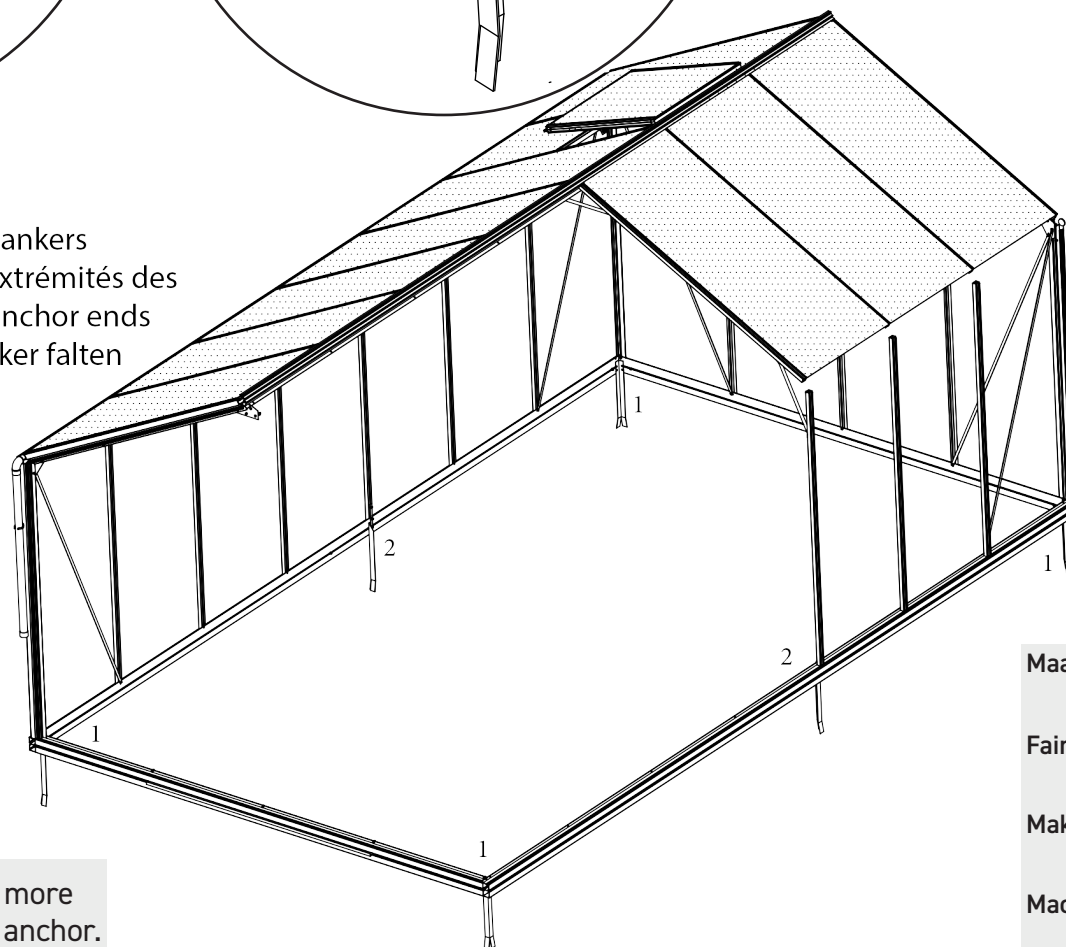 ankers
xtrémités des
nchor ends
ker falten
1
2
1
2
1
1
Maa
Fair
Mak
Mac
more
anchor.